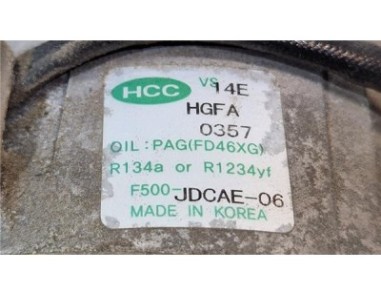 HCC VS14E
HGFA
0357
OIL:PAG(FD46XG)
R134a or R1234yf
F500-JDCAE-06
MADE IN KOREA